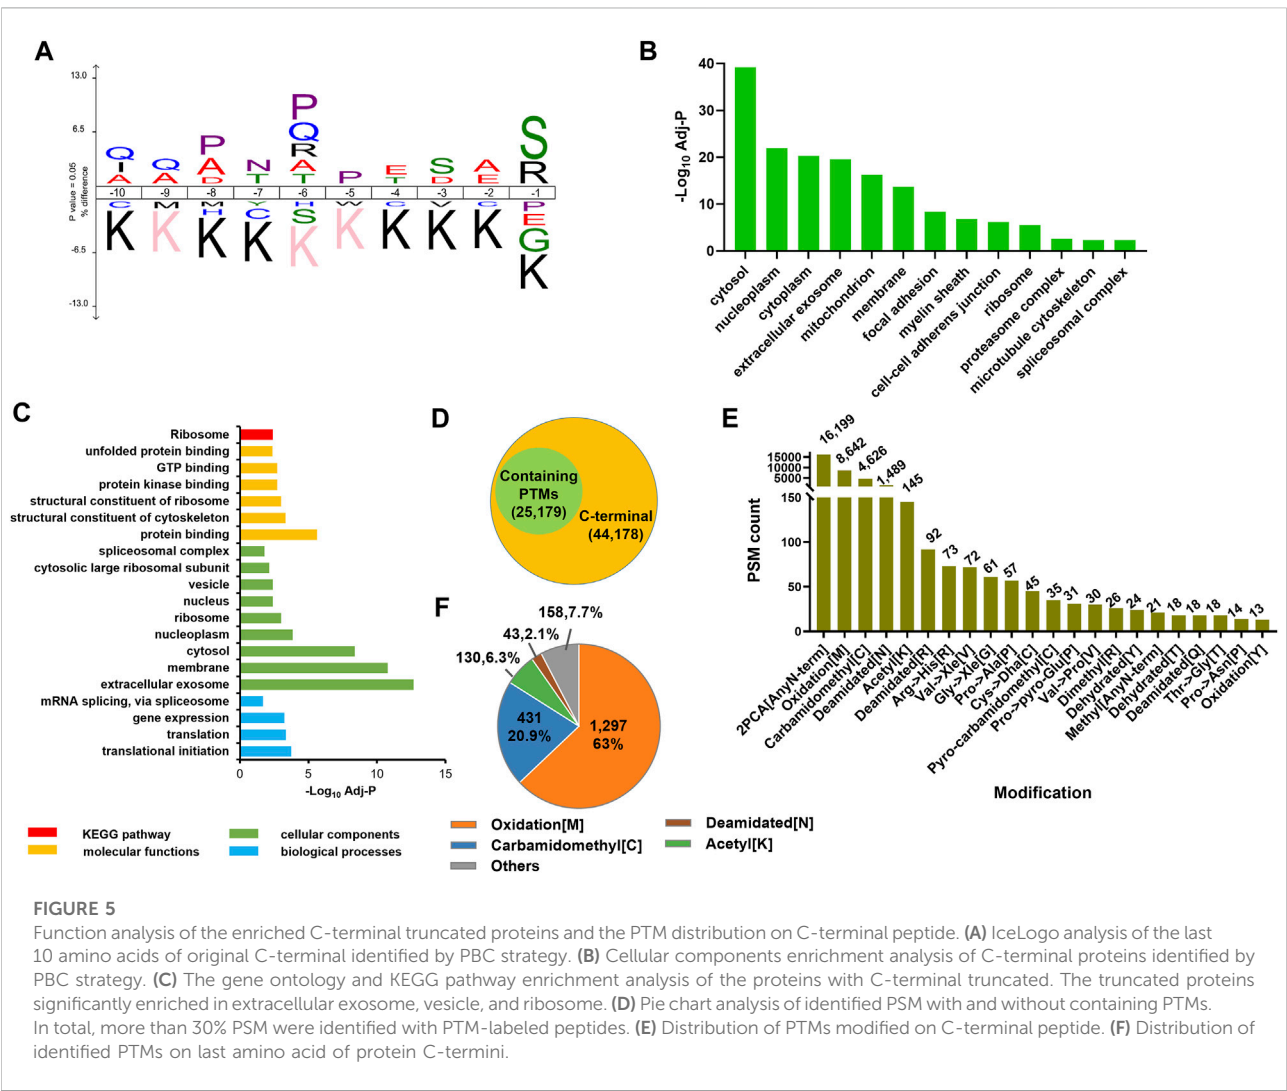 A
13.0
6.5
P value = 0.05
% difference
-6.5
-13.0
-10 -9 -8 -7 -6 -5 -4 -3 -2 -1
Q I A
Q A
P A D
N T
P Q R A T
P
E T
S D
A E
S R
C K
M K
M H K
Y C K
H S K
W K
C K
V K
C K
P E G K
B
-Log10 Adj-P
40
30
20
10
0
cytosol
nucleoplasm
cytoplasm
extracellular exosome
mitochondrion
membrane
focal adhesion
myelin sheath
cell-cell adherens junction
ribosome
proteasome complex
microtubule cytoskeleton
spliceosomal complex
C
Ribosome
unfolded protein binding
GTP binding
protein kinase binding
structural constituent of ribosome
structural constituent of cytoskeleton
protein binding
spliceosomal complex
cytosolic large ribosomal subunit
vesicle
nucleus
ribosome
nucleoplasm
cytosol
membrane
extracellular exosome
mRNA splicing, via spliceosome
gene expression
translation
translational initiation
0 5 10 15
-Log10 Adj-P
KEGG pathway
cellular components
molecular functions
biological processes
D
Containing
PTMs
(25,179)
C-terminal
(44,178)
E
PSM count
15000
10000
5000
150
100
50
0
16,199
8,642
4,626
1,489
145
92
73
72
61
57
45
35
31
30
26
24
21
18
18
18
14
13
2PCA[AnyN-term]
Oxidation[M]
Carbamidomethyl[C]
Deamidated[N]
Acetyl[K]
Deamidated[R]
Arg->His[R]
Val->Xle[V]
Gly->Xle[G]
Pro->Ala[P]
Cys->Dha[C]
Pyro-carbamidomethyl[C]
Pro->pyro-Glu[P]
Val->Pro[V]
Dimethyl[R]
Dehydrated[Y]
Methyl[AnyN-term]
Dehydrated[T]
Deamidated[Q]
Thr->Gly[T]
Pro->Asn[P]
Oxidation[Y]
Modification
F
158,7.7%
43,2.1%
130,6.3%
431
20.9%
1,297
63%
Oxidation[M]
Deamidated[N]
Carbamidomethyl[C]
Acetyl[K]
Others
FIGURE 5
Function analysis of the enriched C-terminal truncated proteins and the PTM distribution on C-terminal peptide. (A) IceLogo analysis of the last
10 amino acids of original C-terminal identified by PBC strategy. (B) Cellular components enrichment analysis of C-terminal proteins identified by
PBC strategy. (C) The gene ontology and KEGG pathway enrichment analysis of the proteins with C-terminal truncated. The truncated proteins
significantly enriched in extracellular exosome, vesicle, and ribosome. (D) Pie chart analysis of identified PSM with and without containing PTMs.
In total, more than 30% PSM were identified with PTM-labeled peptides. (E) Distribution of PTMs modified on C-terminal peptide. (F) Distribution of
identified PTMs on last amino acid of protein C-termini.